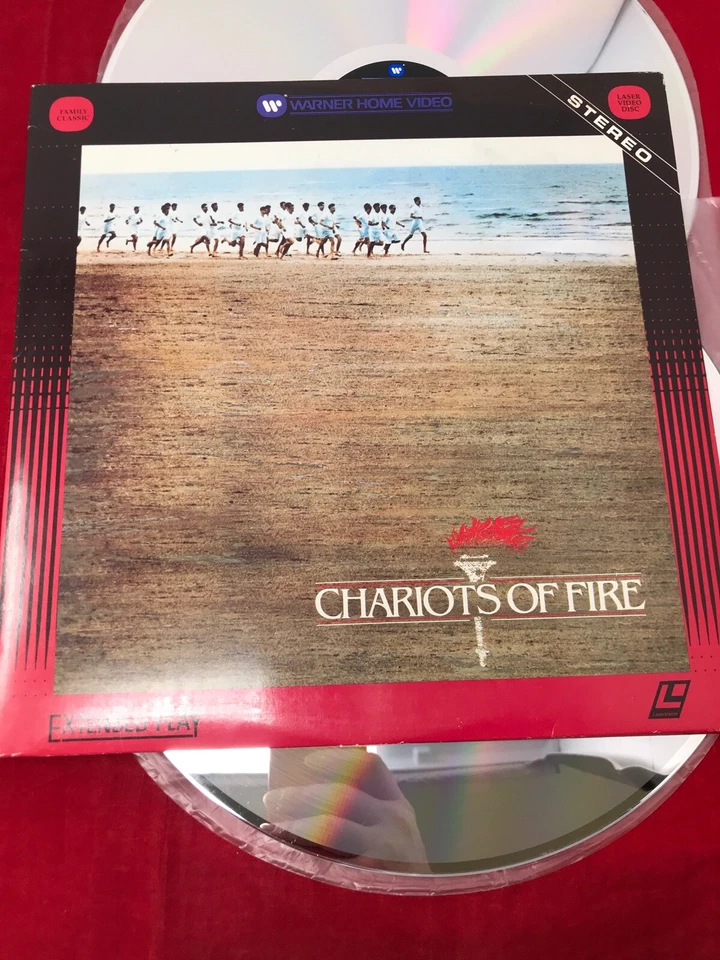 FAMILY
CLASSIC
WARNER HOME VIDEO
STEREO
LASER
VIDEO
DISC
CHARIOTS OF FIRE
EXTENDED PLAY